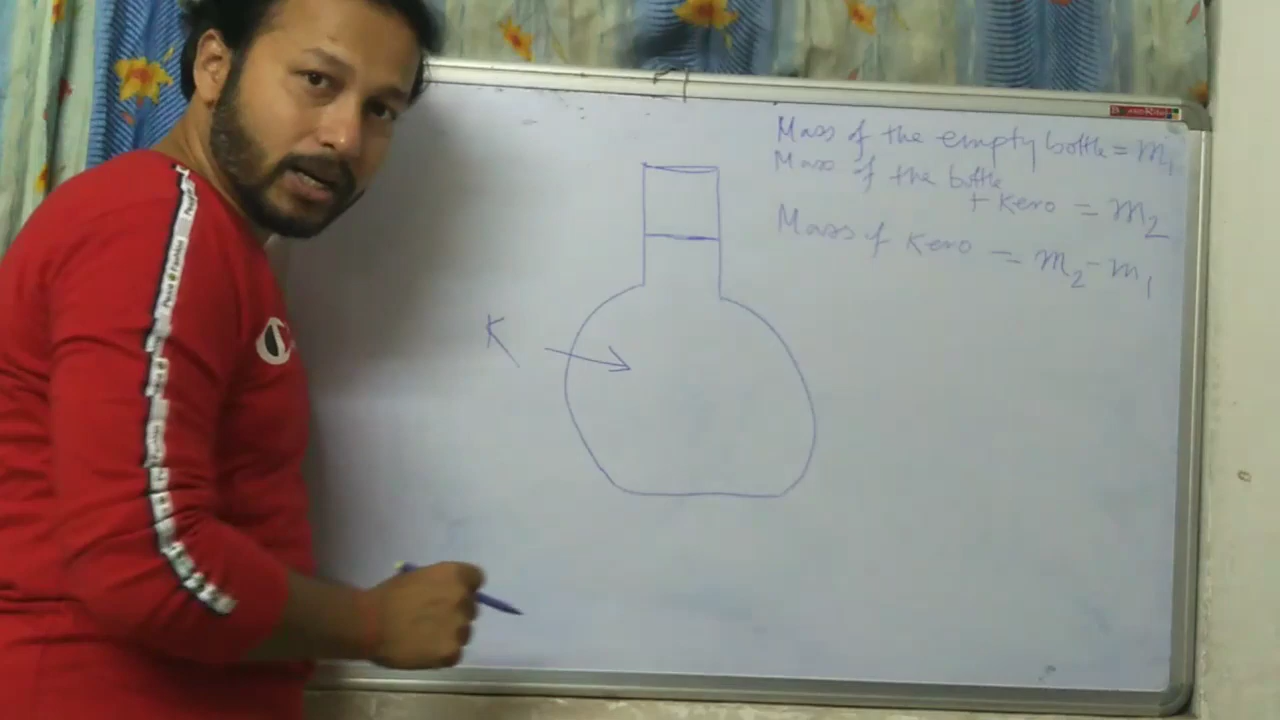 Mass of the empty bottle = m₁
Mass of the bottle
+ Kero = m₂
Mass of Kero = m₂ - m₁
K